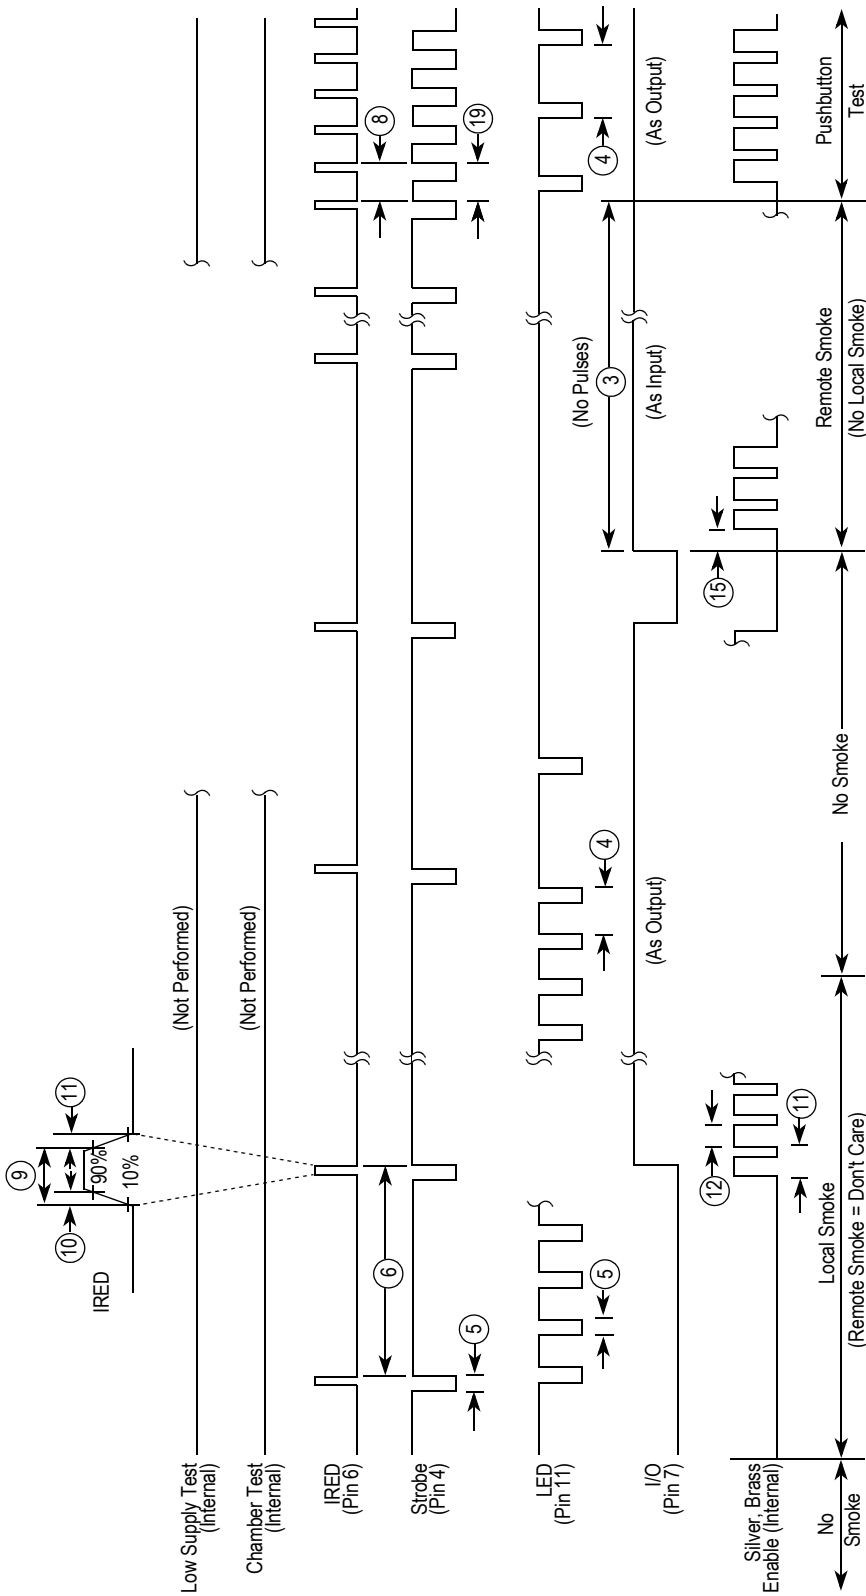 IRED
10
9
11
90%
10%
Low Supply Test
(Internal)
(Not Performed)
Chamber Test
(Internal)
(Not Performed)
IRED
(Pin 6)
6
8
Strobe
(Pin 4)
5
19
LED
(Pin 11)
5
4
(No Pulses)
3
4
I/O
(Pin 7)
(As Output)
(As Input)
(As Output)
12
15
Silver, Brass
Enable (Internal)
11
No
Smoke
Local Smoke
(Remote Smoke = Don't Care)
No Smoke
Remote Smoke
(No Local Smoke)
Pushbutton
Test